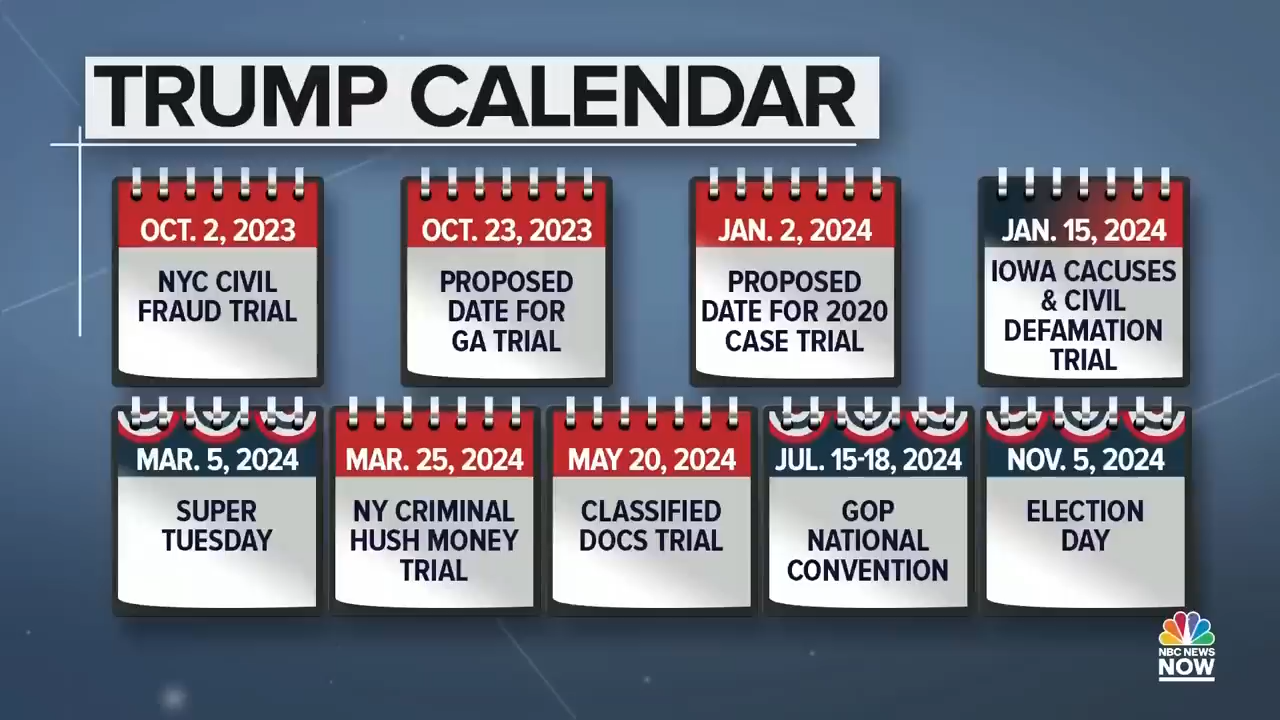 TRUMP CALENDAR
OCT. 2, 2023
NYC CIVIL
FRAUD TRIAL
OCT. 23, 2023
PROPOSED
DATE FOR
GA TRIAL
JAN. 2, 2024
PROPOSED
DATE FOR 2020
CASE TRIAL
JAN. 15, 2024
IOWA CACUSES
& CIVIL
DEFAMATION
TRIAL
MAR. 5, 2024
SUPER
TUESDAY
MAR. 25, 2024
NY CRIMINAL
HUSH MONEY
TRIAL
MAY 20, 2024
CLASSIFIED
DOCS TRIAL
JUL. 15-18, 2024
GOP
NATIONAL
CONVENTION
NOV. 5, 2024
ELECTION
DAY
NBC NEWS
NOW